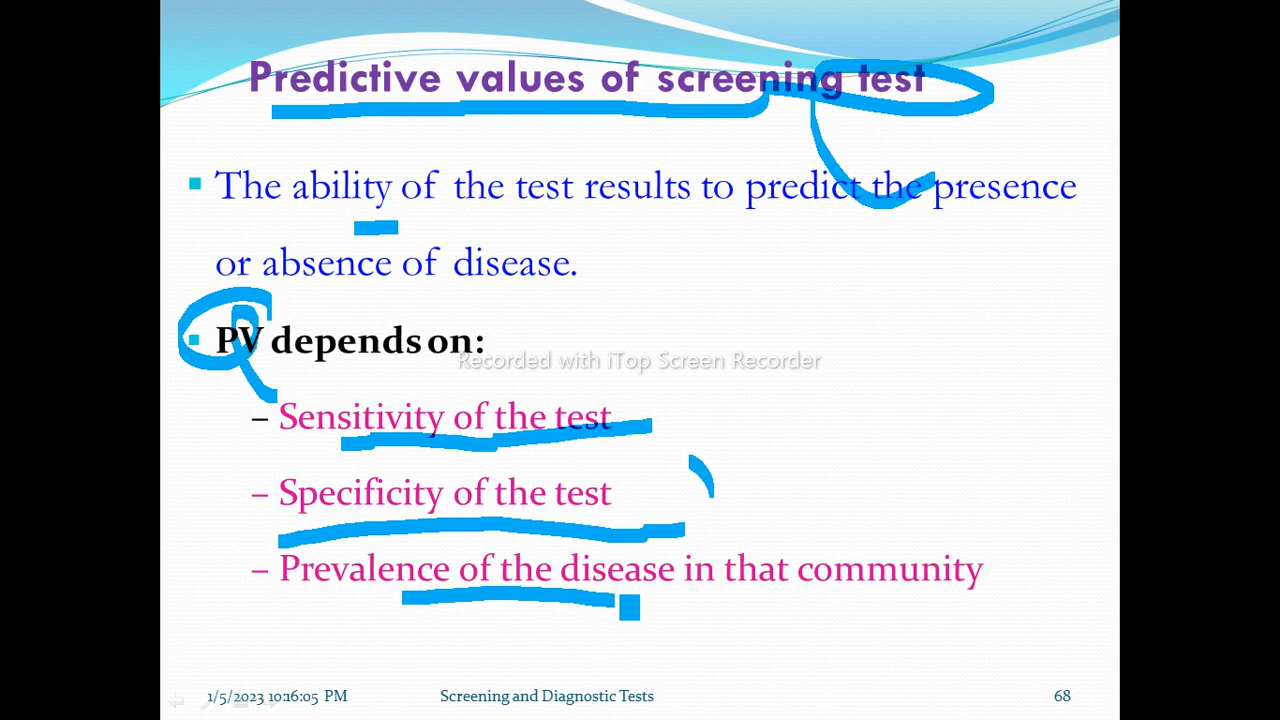 Predictive values of screening test
The ability of the test results to predict the presence
or absence of disease.
PV depends on:
Recorded with iTop Screen Recorder
– Sensitivity of the test
– Specificity of the test
– Prevalence of the disease in that community
1/5/2023 10:16:05 PM Screening and Diagnostic Tests 68